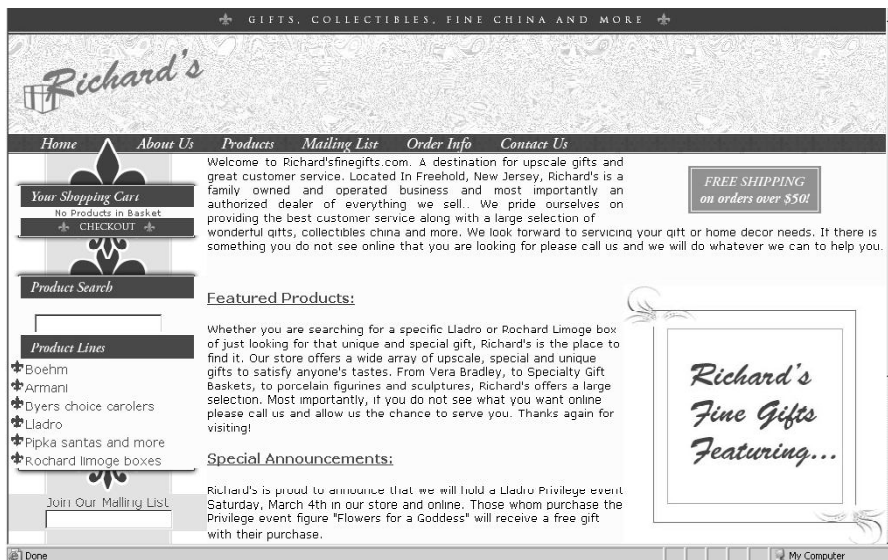 GIFTS, COLLECTIBLES, FINE CHINA AND MORE
Richard's
Home About Us Products Mailing List Order Info Contact Us
Your Shopping Cart
No Products in Basket
CHECKOUT
Product Search
Product Lines
Boehm
Armani
Byers choice carolers
Lladro
Pipka santas and more
Rochard limoge boxes
Join Our Mailing List
Welcome to Richard'sfinegifts.com. A destination for upscale gifts and
great customer service. Located In Freehold, New Jersey, Richard's is a
family owned and operated business and most importantly an
authorized dealer of everything we sell.. We pride ourselves on
providing the best customer service along with a large selection of
wonderful gifts, collectibles china and more. We look forward to servicing your gift or home decor needs. If there is
something you do not see online that you are looking for please call us and we will do whatever we can to help you.
FREE SHIPPING
on orders over $50!
Featured Products:
Whether you are searching for a specific Lladro or Rochard Limoge box
of just looking for that unique and special gift, Richard's is the place to
find it. Our store offers a wide array of upscale, special and unique
gifts to satisfy anyone's tastes. From Vera Bradley, to Specialty Gift
Baskets, to porcelain figurines and sculptures, Richard's offers a large
selection. Most importantly, if you do not see what you want online
please call us and allow us the chance to serve you. Thanks again for
visiting!
Special Announcements:
Richard's is proud to announce that we will hold a Lladro Privilege event
Saturday, March 4th in our store and online. Those whom purchase the
Privilege event figure "Flowers for a Goddess" will receive a free gift
with their purchase.
Richard's
Fine Gifts
Featuring...
Done
My Computer